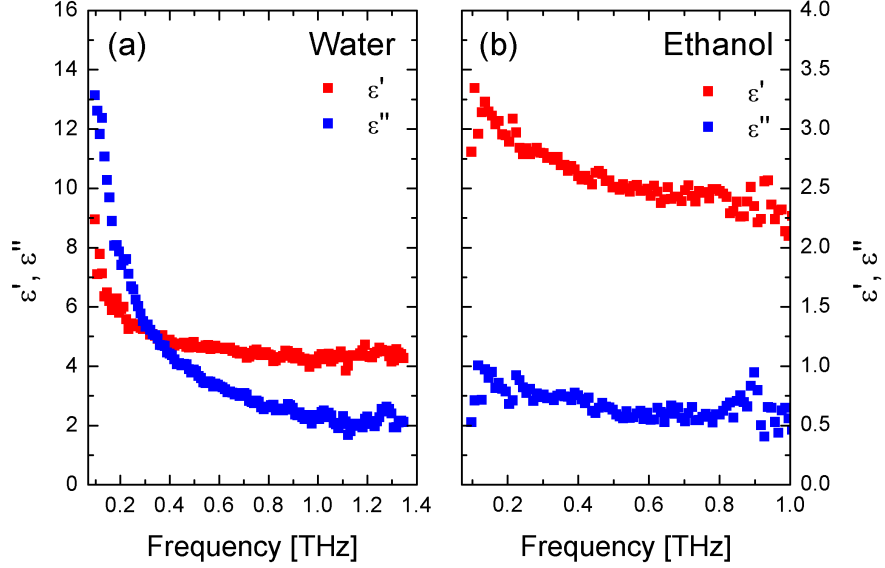 (a) Water
ε'
ε''
16
14
12
10
8
6
4
2
0
ε', ε''
0.2 0.4 0.6 0.8 1.0 1.2 1.4
Frequency [THz]
(b) Ethanol
ε'
ε''
4.0
3.5
3.0
2.5
2.0
1.5
1.0
0.5
0.0
ε', ε''
0.2 0.4 0.6 0.8 1.0
Frequency [THz]